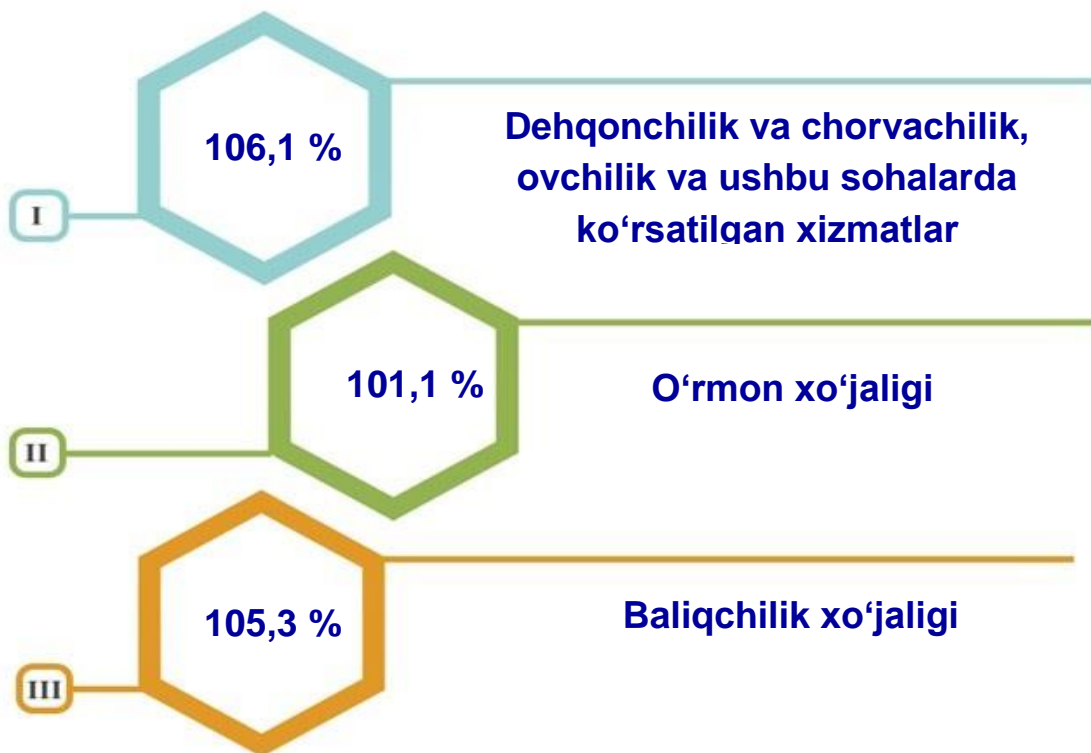 106,1 %
Dehqonchilik va chorvachilik,
ovchilik va ushbu sohalarda
ko‘rsatilgan xizmatlar
I
101,1 %
O‘rmon xo‘jaligi
II
105,3 %
Baliqchilik xo‘jaligi
III